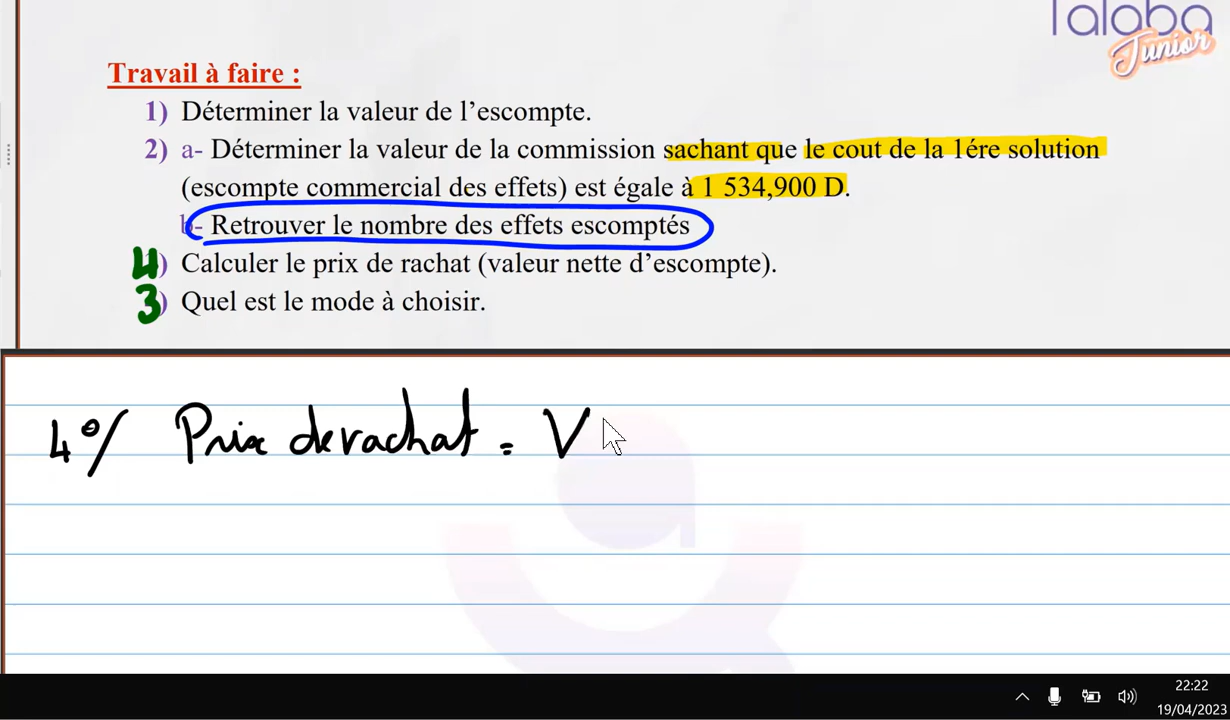 Talaba
Junior
Travail à faire :
1) Déterminer la valeur de l’escompte.
2) a- Déterminer la valeur de la commission sachant que le cout de la 1ére solution
(escompte commercial des effets) est égale à 1 534,900 D.
b- Retrouver le nombre des effets escomptés
4) Calculer le prix de rachat (valeur nette d’escompte).
3) Quel est le mode à choisir.
4°/ Prix de rachat = V
22:22
19/04/2023